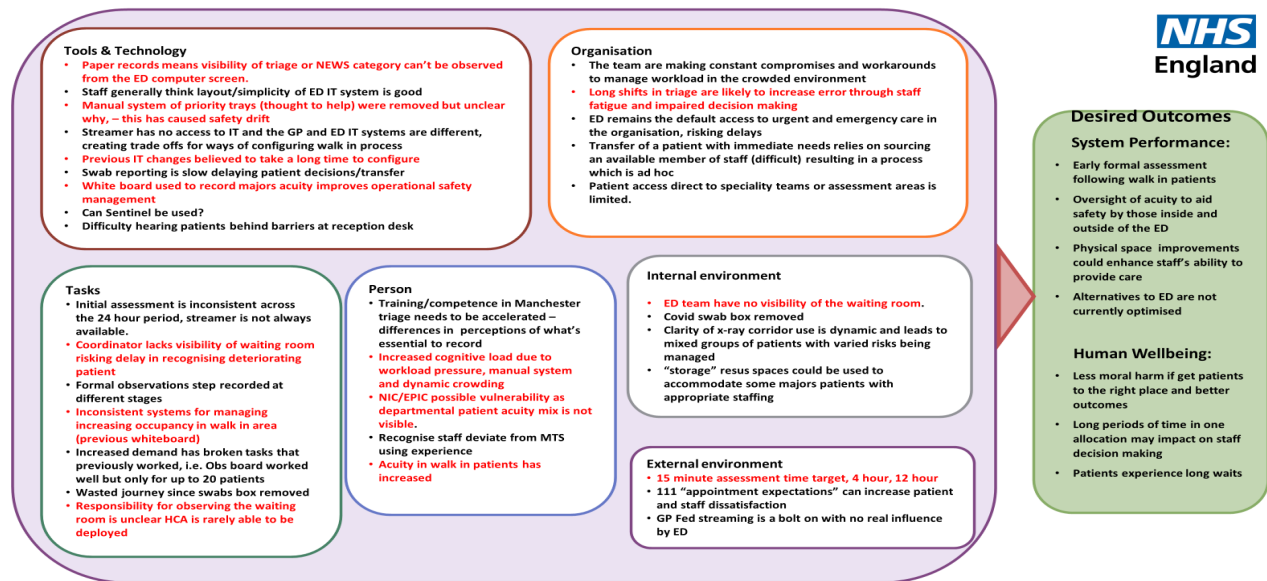 NHS
England
Tools & Technology
• Paper records means visibility of triage or NEWS category can't be observed
from the ED computer screen.
• Staff generally think layout/simplicity of ED IT system is good
• Manual system of priority trays (thought to help) were removed but unclear
why, – this has caused safety drift
• Streamer has no access to IT and the GP and ED IT systems are different,
creating trade offs for ways of configuring walk in process
• Previous IT changes believed to take a long time to configure
• Swab reporting is slow delaying patient decisions/transfer
• White board used to record majors acuity improves operational safety
management
• Can Sentinel be used?
• Difficulty hearing patients behind barriers at reception desk
Organisation
• The team are making constant compromises and workarounds
to manage workload in the crowded environment
• Long shifts in triage are likely to increase error through staff
fatigue and impaired decision making
• ED remains the default access to urgent and emergency care in
the organisation, risking delays
• Transfer of a patient with immediate needs relies on sourcing
an available member of staff (difficult) resulting in a process
which is ad hoc
• Patient access direct to speciality teams or assessment areas is
limited.
Tasks
• Initial assessment is inconsistent across
the 24 hour period, streamer is not always
available.
• Coordinator lacks visibility of waiting room
risking delay in recognising deteriorating
patient
• Formal observations step recorded at
different stages
• Inconsistent systems for managing
increasing occupancy in walk in area
(previous whiteboard)
• Increased demand has broken tasks that
previously worked, i.e. Obs board worked
well but only for up to 20 patients
• Wasted journey since swabs box removed
• Responsibility for observing the waiting
room is unclear HCA is rarely able to be
deployed
Person
• Training/competence in Manchester
triage needs to be accelerated –
differences in perceptions of what's
essential to record
• Increased cognitive load due to
workload pressure, manual system
and dynamic crowding
• NIC/EPIC possible vulnerability as
departmental patient acuity mix is not
visible.
• Recognise staff deviate from MTS
using experience
• Acuity in walk in patients has
increased
Internal environment
• ED team have no visibility of the waiting room.
• Covid swab box removed
• Clarity of x-ray corridor use is dynamic and leads to
mixed groups of patients with varied risks being
managed
• "storage" resus spaces could be used to
accommodate some majors patients with
appropriate staffing
External environment
• 15 minute assessment time target, 4 hour, 12 hour
• 111 "appointment expectations" can increase patient
and staff dissatisfaction
• GP Fed streaming is a bolt on with no real influence
by ED
Desired Outcomes
System Performance:
• Early formal assessment
following walk in patients
• Oversight of acuity to aid
safety by those inside and
outside of the ED
• Physical space improvements
could enhance staff's ability to
provide care
• Alternatives to ED are not
currently optimised
Human Wellbeing:
• Less moral harm if get patients
to the right place and better
outcomes
• Long periods of time in one
allocation may impact on staff
decision making
• Patients experience long waits